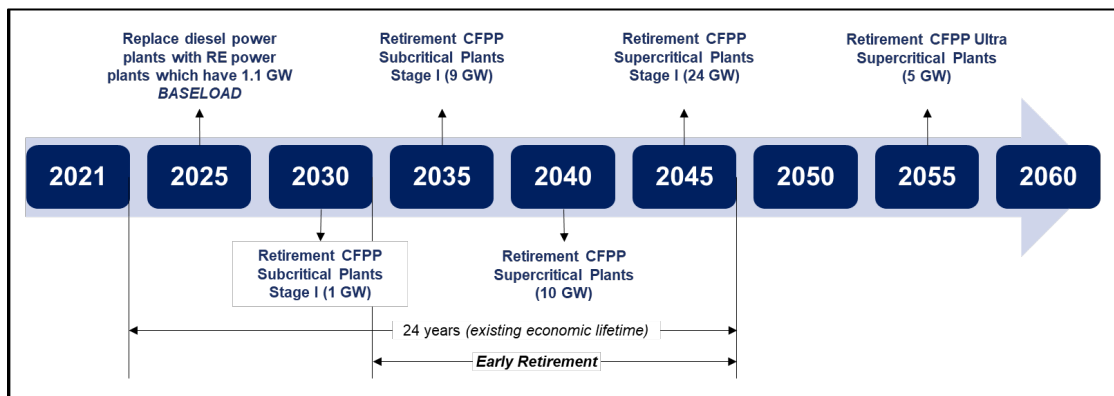 Replace diesel power
plants with RE power
plants which have 1.1 GW
BASELOAD
Retirement CFPP
Subcritical Plants
Stage I (9 GW)
Retirement CFPP
Supercritical Plants
Stage I (24 GW)
Retirement CFPP Ultra
Supercritical Plants
(5 GW)
2021
2025
2030
2035
2040
2045
2050
2055
2060
Retirement CFPP
Subcritical Plants
Stage I (1 GW)
Retirement CFPP
Supercritical Plants
(10 GW)
24 years (existing economic lifetime)
Early Retirement